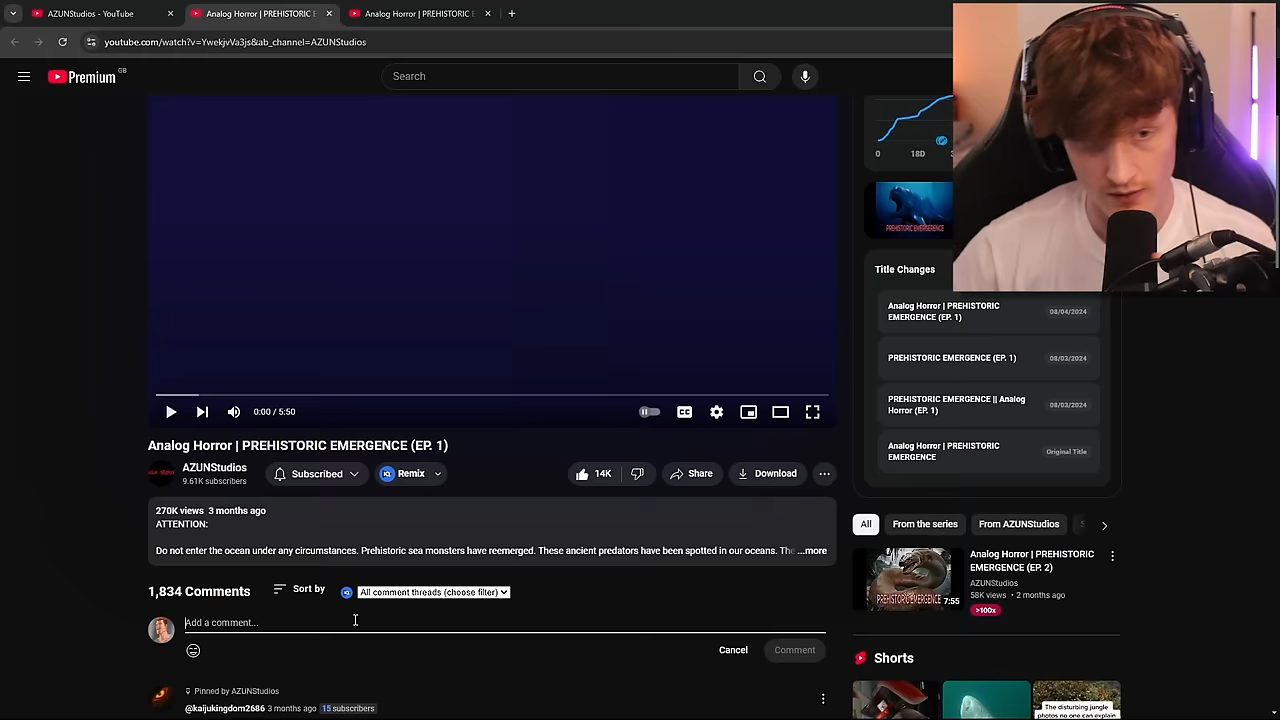 AZUNStudios - YouTube
Analog Horror | PREHISTORIC E
Analog Horror | PREHISTORIC E
youtube.com/watch?v=YwekjvVa3js&ab_channel=AZUNStudios
Premium GB
Search
0
18D
PREHISTORIC EMERGENCE
Title Changes
Analog Horror | PREHISTORIC
EMERGENCE (EP. 1)
08/04/2024
PREHISTORIC EMERGENCE (EP. 1)
08/03/2024
PREHISTORIC EMERGENCE || Analog
Horror (EP. 1)
08/03/2024
Analog Horror | PREHISTORIC
EMERGENCE
Original Title
0:00 / 5:50
CC
Analog Horror | PREHISTORIC EMERGENCE (EP. 1)
AZUNStudios
9.61K subscribers
Subscribed
Remix
14K
Share
Download
270K views 3 months ago
ATTENTION:
Do not enter the ocean under any circumstances. Prehistoric sea monsters have reemerged. These ancient predators have been spotted in our oceans. The ...more
1,834 Comments
Sort by
All comment threads (choose filter)
Add a comment...
Cancel
Comment
Pinned by AZUNStudios
@kaijukingdom2686 3 months ago 15 subscribers
All
From the series
From AZUNStudios
PREHISTORIC EMERGENCE
7:55
Analog Horror | PREHISTORIC
EMERGENCE (EP. 2)
AZUNStudios
58K views • 2 months ago
>100x
Shorts
The disturbing jungle
photos no one can explain